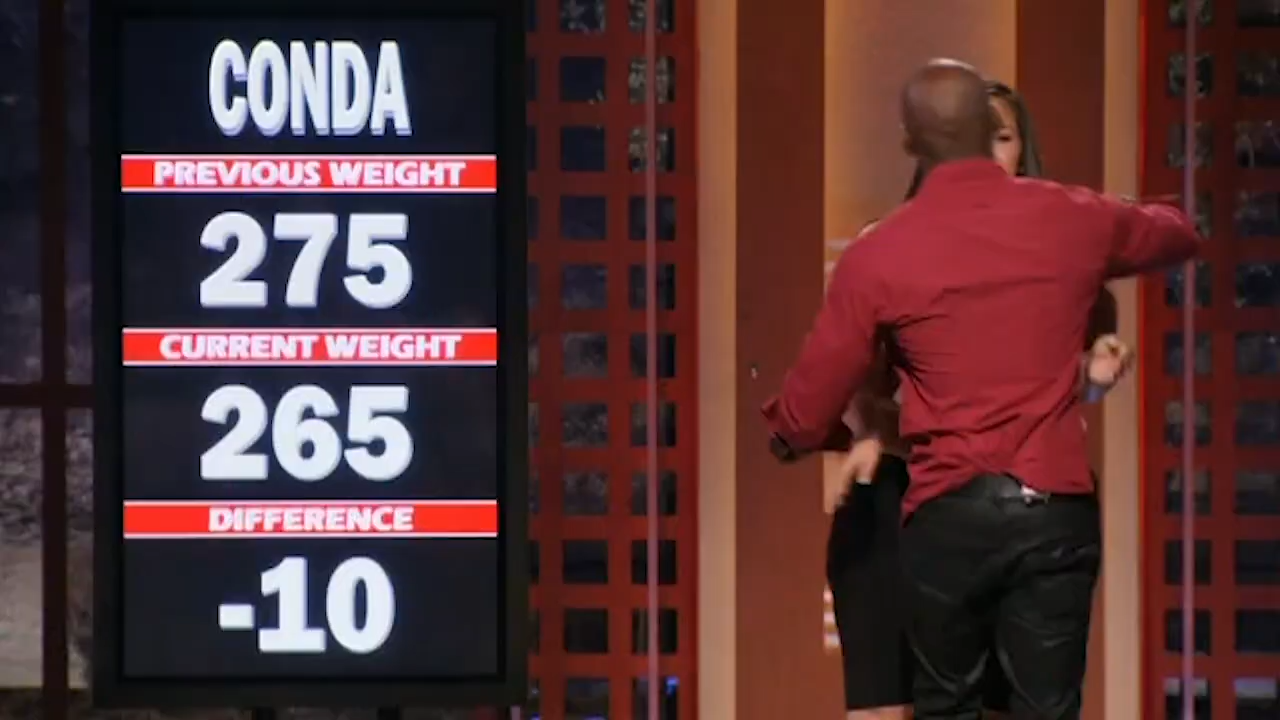 CONDA
PREVIOUS WEIGHT
275
CURRENT WEIGHT
265
DIFFERENCE
-10